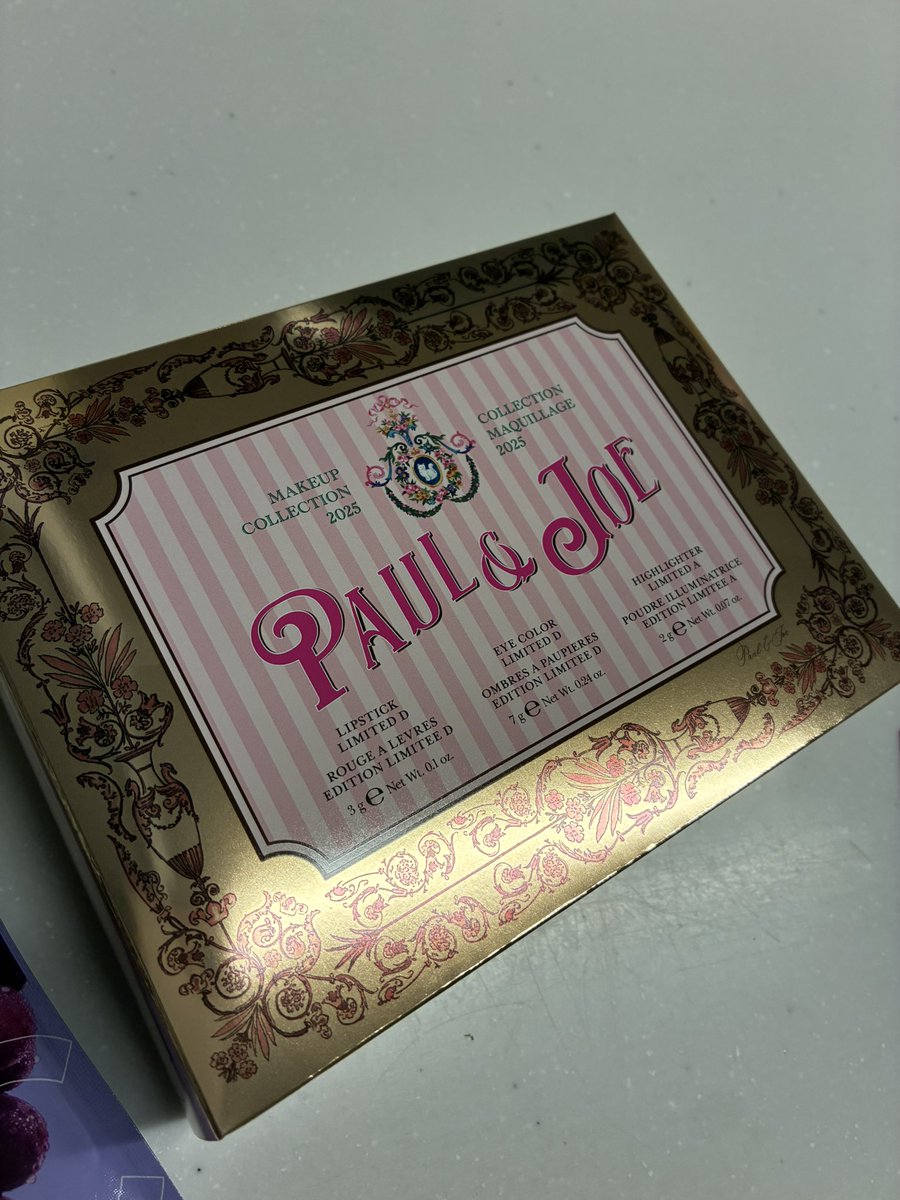 MAKEUP
COLLECTION
2025
COLLECTION
MAQUILLAGE
2025
PAUL & JOE
LIPSTICK
LIMITED D
ROUGE A LEVRES
EDITION LIMITEE D
3 g ℮ Net Wt. 0.1 oz.
EYE COLOR
LIMITED D
OMBRES A PAUPIERES
EDITION LIMITEE D
7 g ℮ Net Wt. 0.24 oz.
HIGHLIGHTER
LIMITED A
POUDRE ILLUMINATRICE
EDITION LIMITEE A
2 g ℮ Net Wt. 0.07 oz.
Paul & Joe